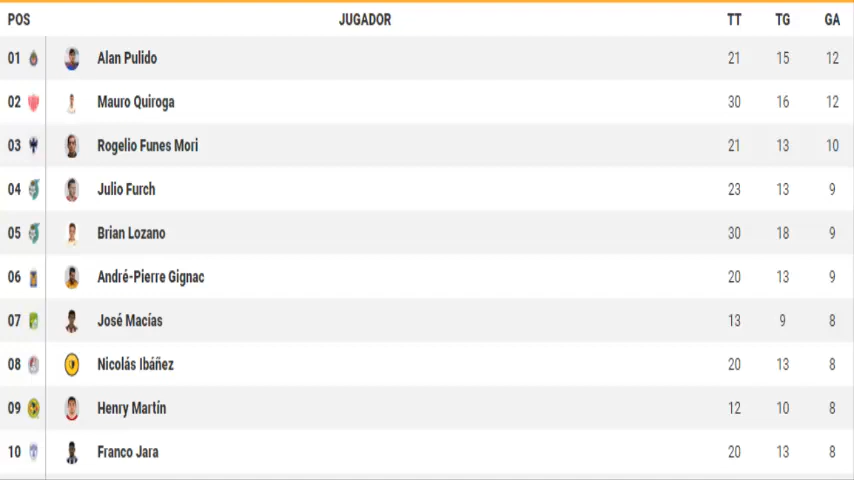 POS JUGADOR TT TG GA
01 Alan Pulido 21 15 12
02 Mauro Quiroga 30 16 12
03 Rogelio Funes Mori 21 13 10
04 Julio Furch 23 13 9
05 Brian Lozano 30 18 9
06 André-Pierre Gignac 20 13 9
07 José Macías 13 9 8
08 Nicolás Ibáñez 20 13 8
09 Henry Martín 12 10 8
10 Franco Jara 20 13 8